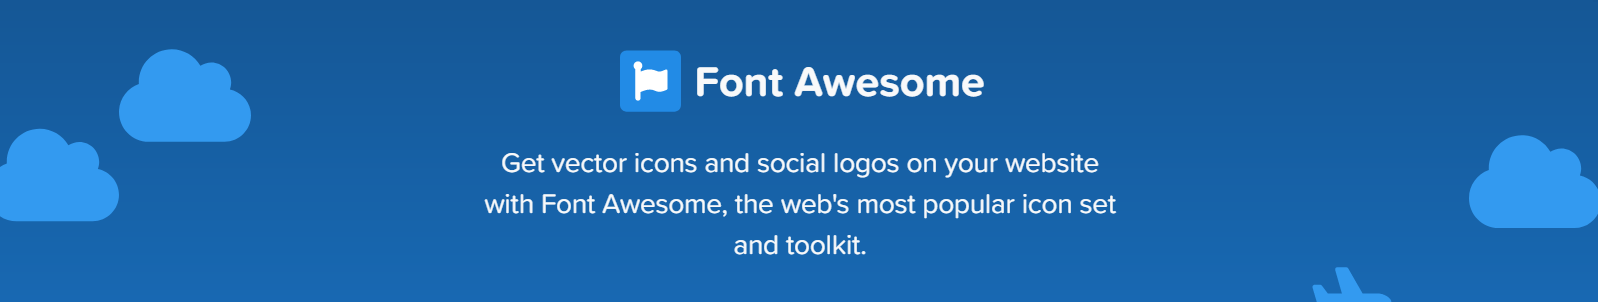 Font Awesome
Get vector icons and social logos on your website
with Font Awesome, the web's most popular icon set
and toolkit.